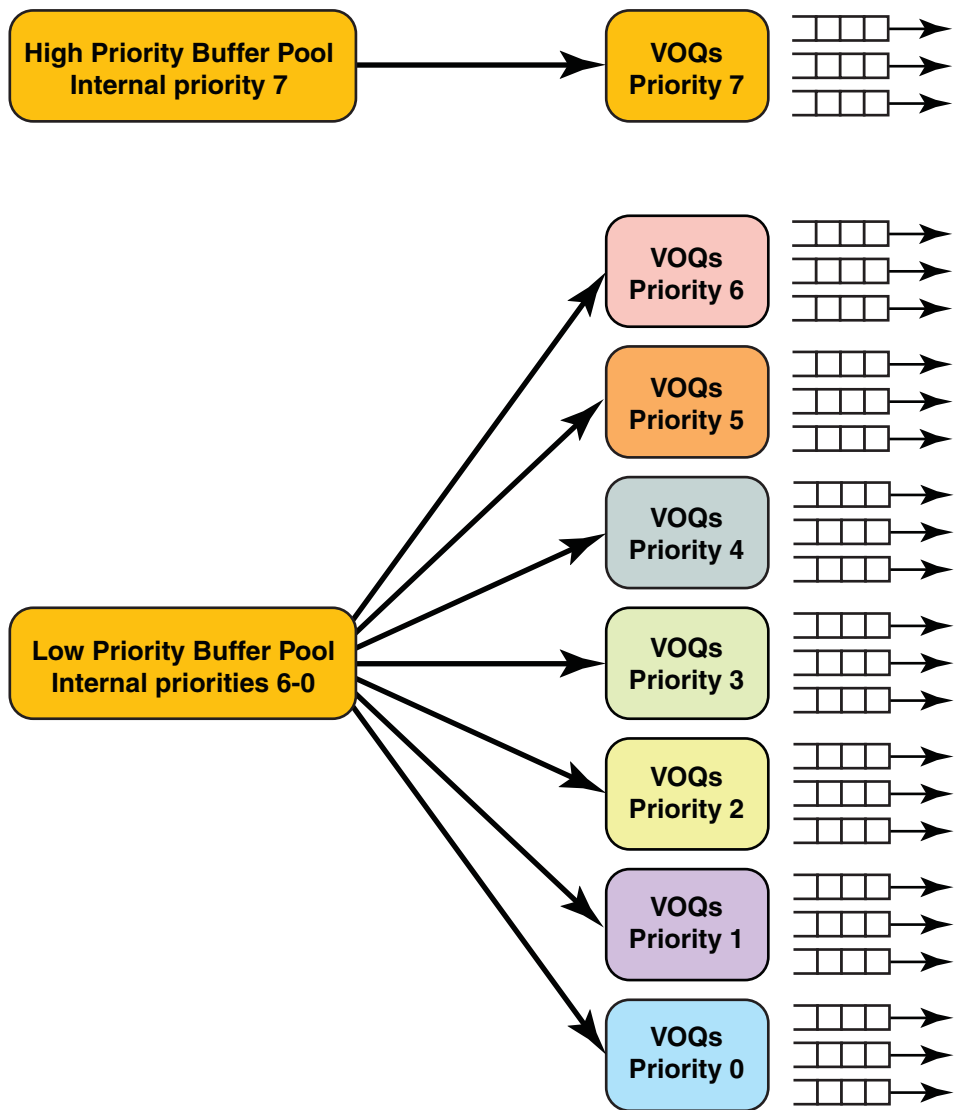 High Priority Buffer Pool
Internal priority 7
VOQs
Priority 7
VOQs
Priority 6
VOQs
Priority 5
VOQs
Priority 4
Low Priority Buffer Pool
Internal priorities 6-0
VOQs
Priority 3
VOQs
Priority 2
VOQs
Priority 1
VOQs
Priority 0